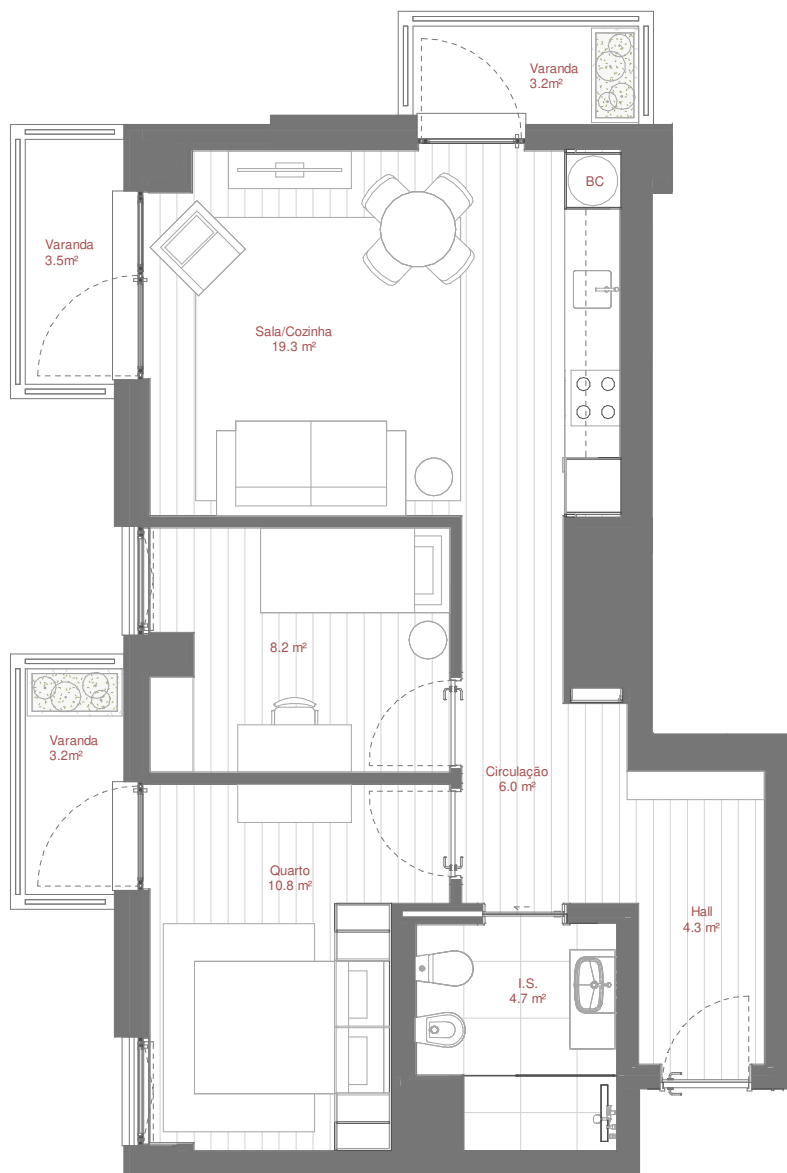 Varanda
3.2m²
BC
Varanda
3.5m²
Sala/Cozinha
19.3 m²
8.2 m²
Varanda
3.2m²
Circulação
6.0 m²
Quarto
10.8 m²
Hall
4.3 m²
I.S.
4.7 m²